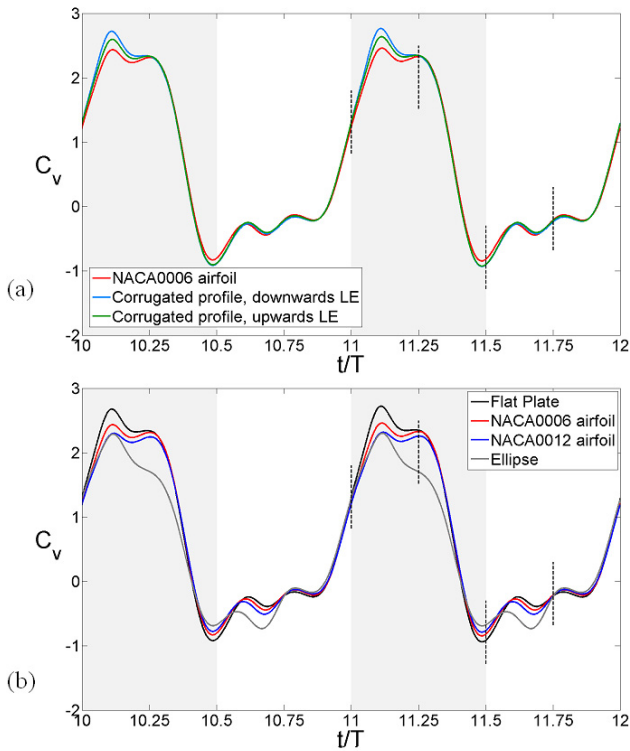 3
2
1
0
-1
-2
Cv
(a)
NACA0006 airfoil
Corrugated profile, downwards LE
Corrugated profile, upwards LE
10 10.25 10.5 10.75 11 11.25 11.5 11.75 12
t/T
3
2
1
0
-1
-2
Cv
(b)
Flat Plate
NACA0006 airfoil
NACA0012 airfoil
Ellipse
10 10.25 10.5 10.75 11 11.25 11.5 11.75 12
t/T